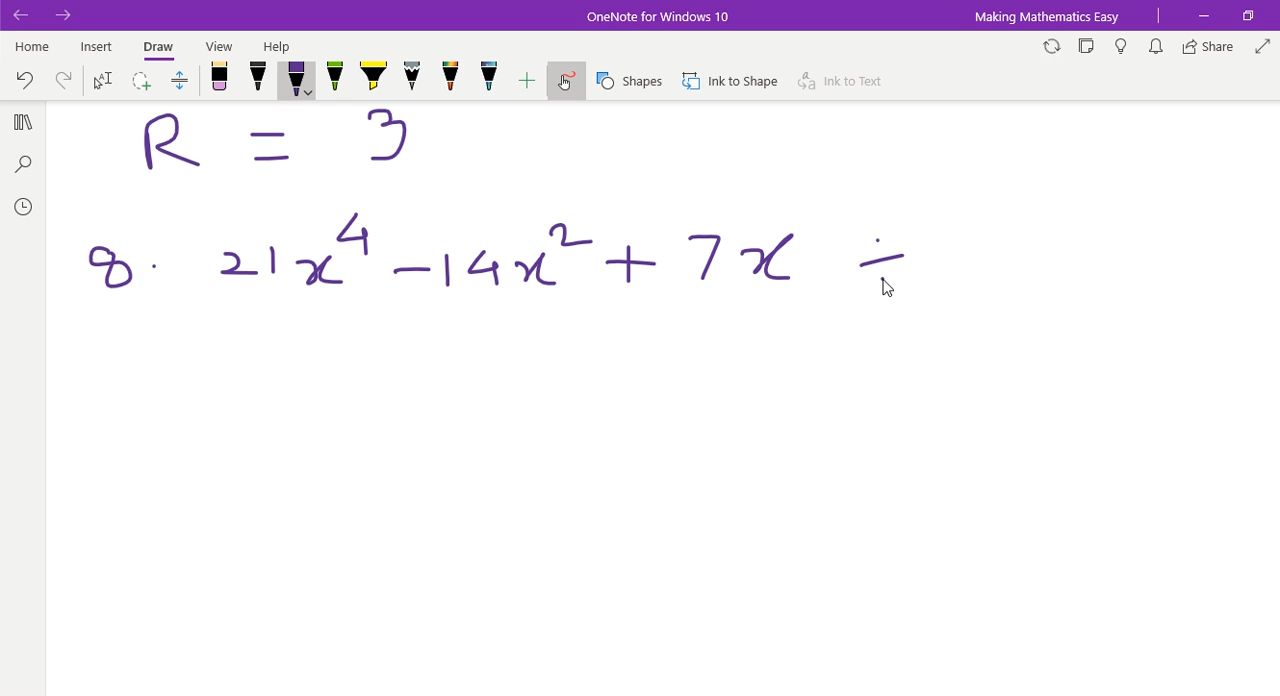 OneNote for Windows 10
Making Mathematics Easy
Home Insert Draw View Help
Share
Shapes Ink to Shape Ink to Text
R = 3
8. 21x⁴ - 14x² + 7x ÷